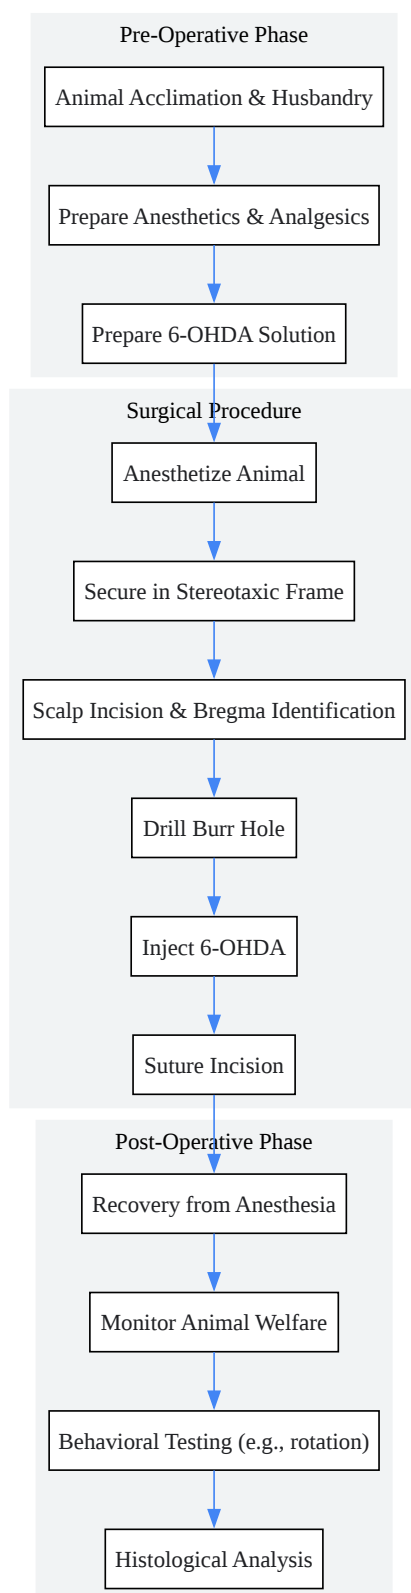 Pre-Operative Phase
Animal Acclimation & Husbandry
Prepare Anesthetics & Analgesics
Prepare 6-OHDA Solution
Surgical Procedure
Anesthetize Animal
Secure in Stereotaxic Frame
Scalp Incision & Bregma Identification
Drill Burr Hole
Inject 6-OHDA
Suture Incision
Post-Operative Phase
Recovery from Anesthesia
Monitor Animal Welfare
Behavioral Testing (e.g., rotation)
Histological Analysis